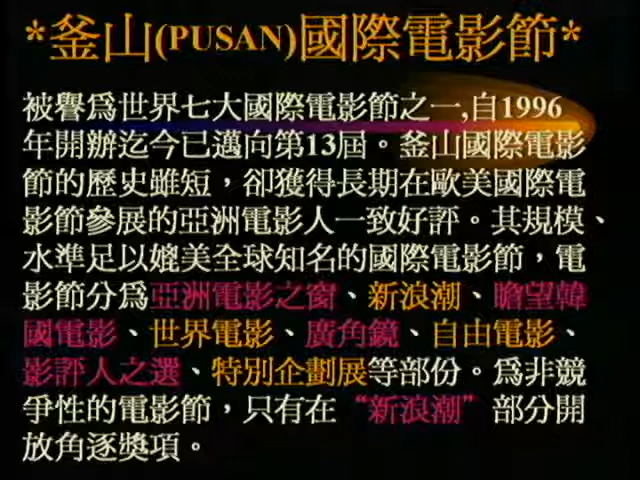 *釜山(PUSAN)國際電影節*
被譽爲世界七大國際電影節之一,自1996
年開辦迄今已邁向第13屆。釜山國際電影
節的歷史雖短，卻獲得長期在歐美國際電
影節參展的亞洲電影人一致好評。其規模、
水準足以媲美全球知名的國際電影節，電
影節分爲亞洲電影之窗、新浪潮、瞻望韓
國電影、世界電影、廣角鏡、自由電影、
影評人之選、特別企劃展等部份。爲非競
爭性的電影節，只有在“新浪潮”部分開
放角逐獎項。